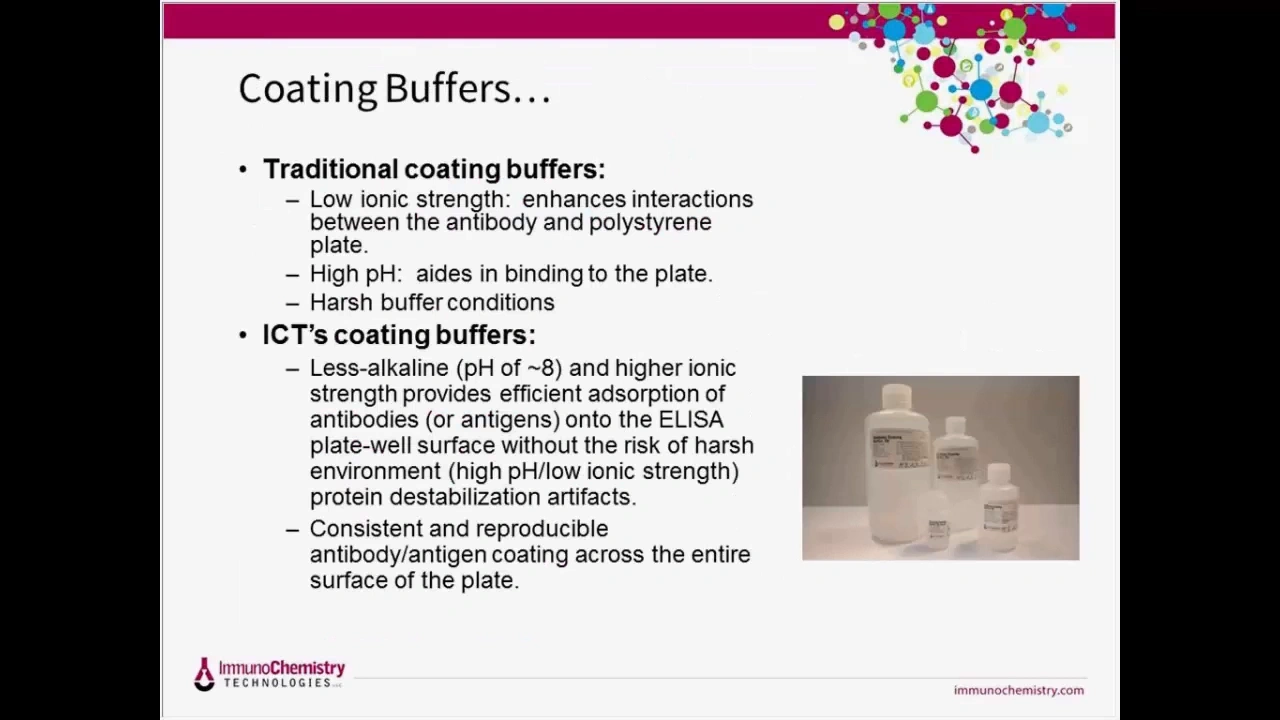 Coating Buffers…
• Traditional coating buffers:
– Low ionic strength: enhances interactions
between the antibody and polystyrene
plate.
– High pH: aides in binding to the plate.
– Harsh buffer conditions
• ICT's coating buffers:
– Less-alkaline (pH of ~8) and higher ionic
strength provides efficient adsorption of
antibodies (or antigens) onto the ELISA
plate-well surface without the risk of harsh
environment (high pH/low ionic strength)
protein destabilization artifacts.
– Consistent and reproducible
antibody/antigen coating across the entire
surface of the plate.
ImmunoChemistry
TECHNOLOGIES
immunochemistry.com